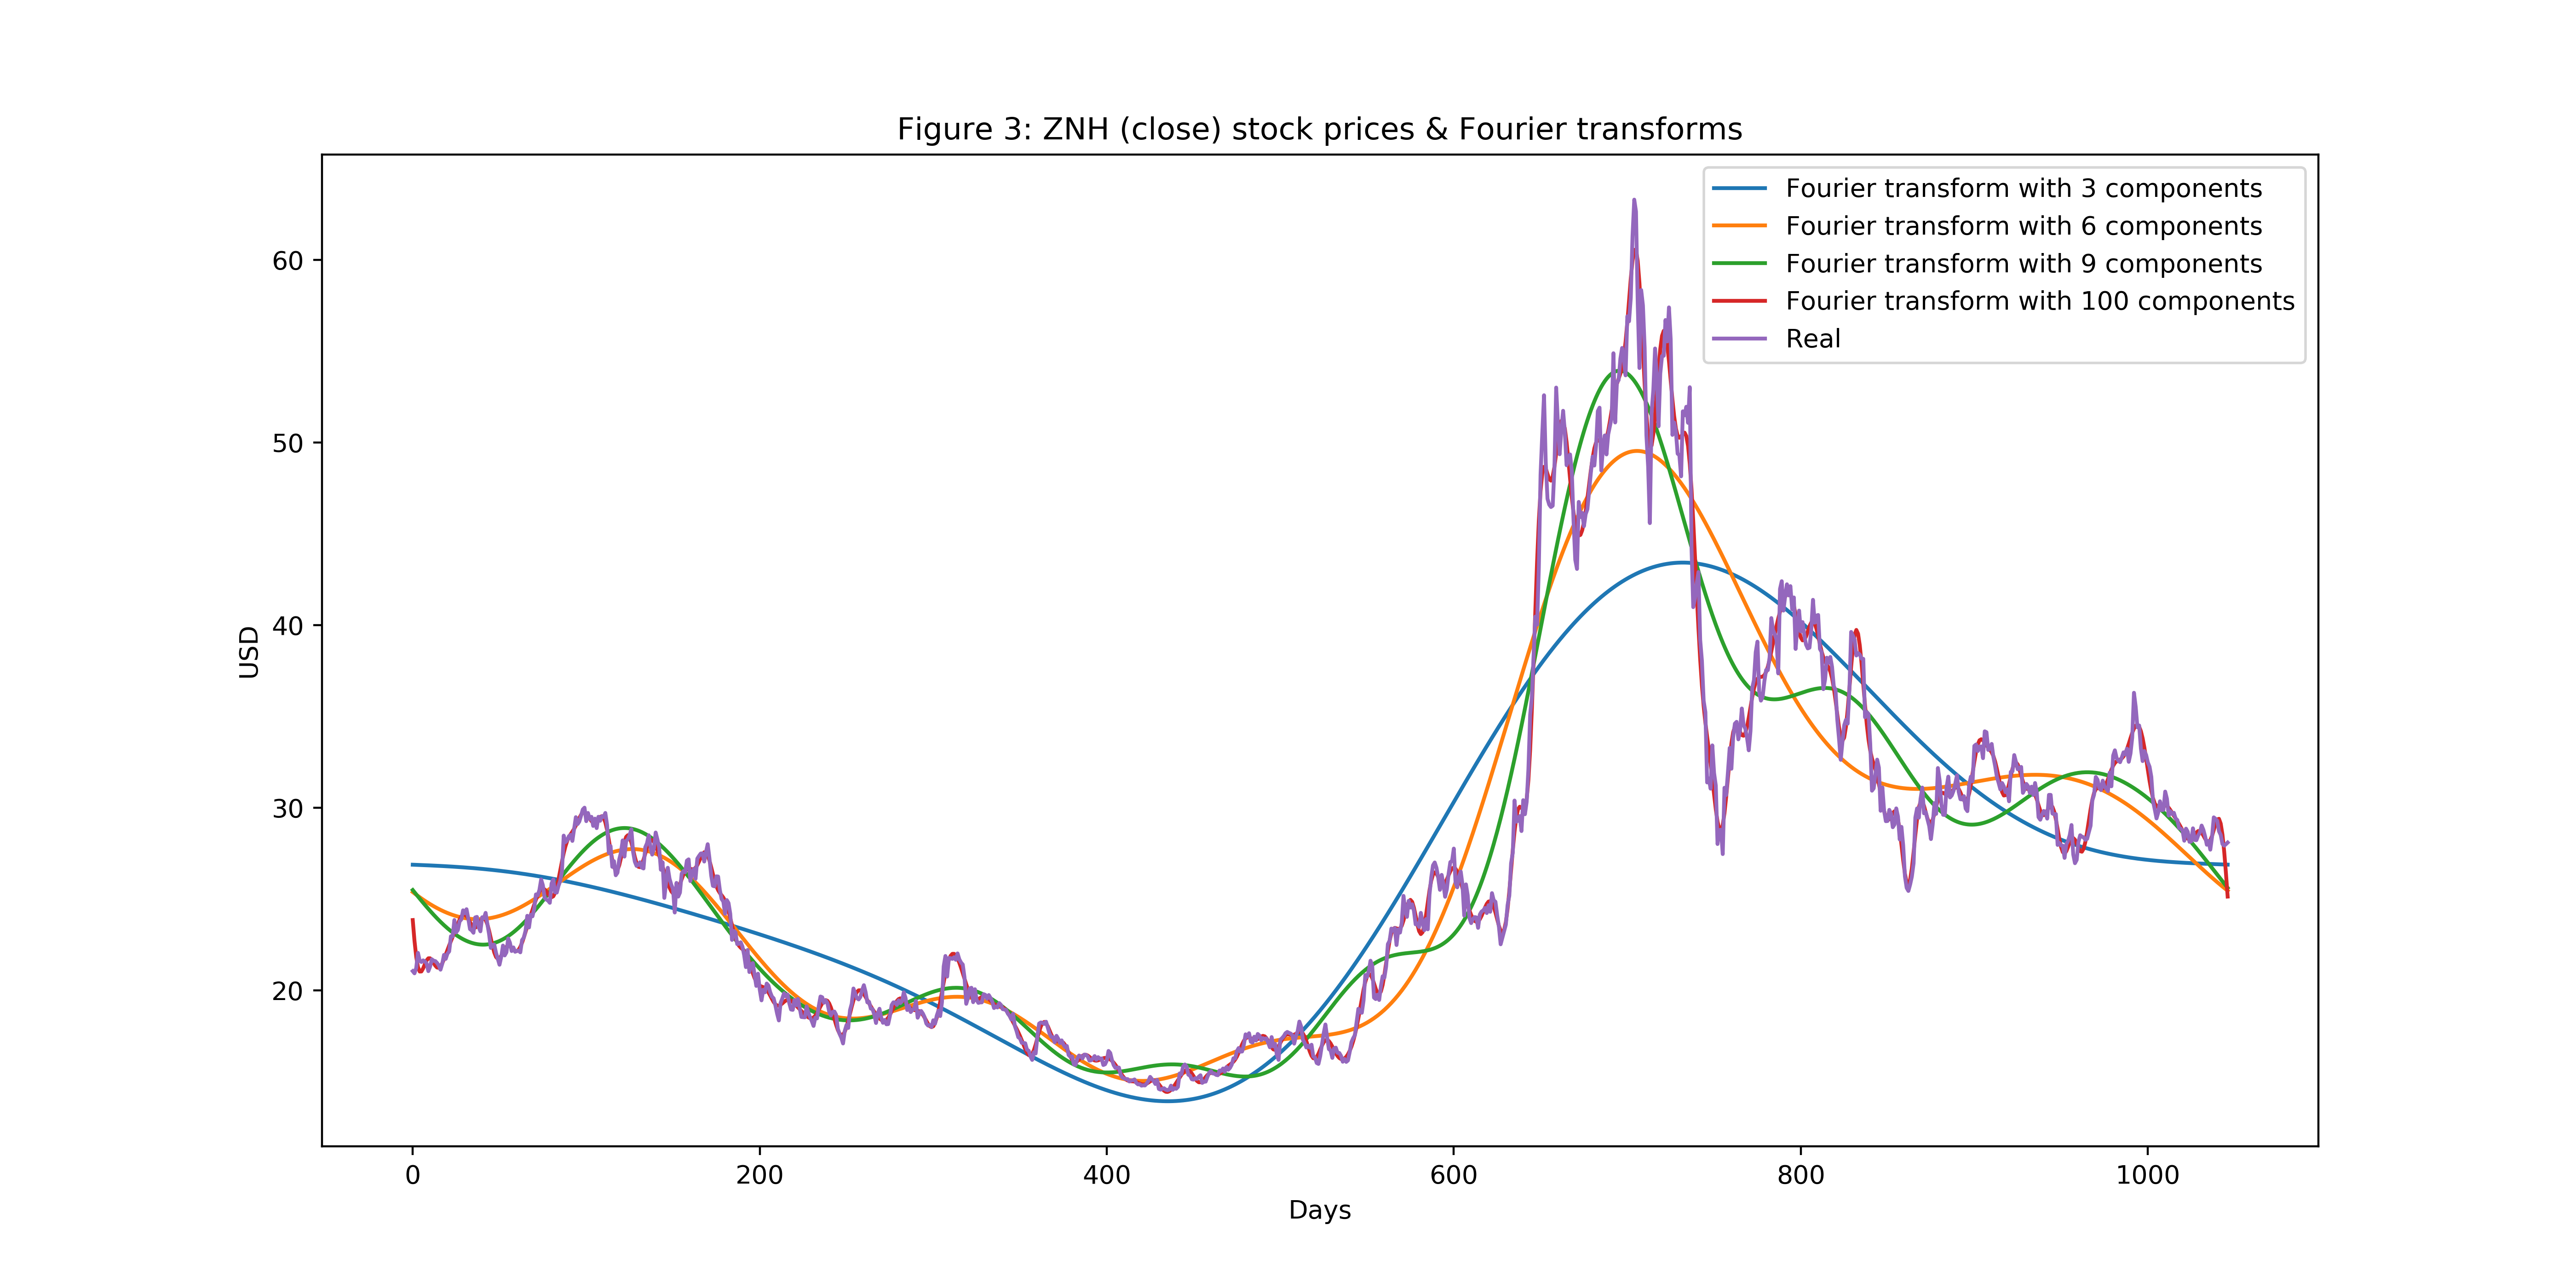 Figure 3: ZNH (close) stock prices & Fourier transforms
Fourier transform with 3 components
Fourier transform with 6 components
Fourier transform with 9 components
Fourier transform with 100 components
Real
60
50
40
30
20
USD
0 200 400 600 800 1000
Days